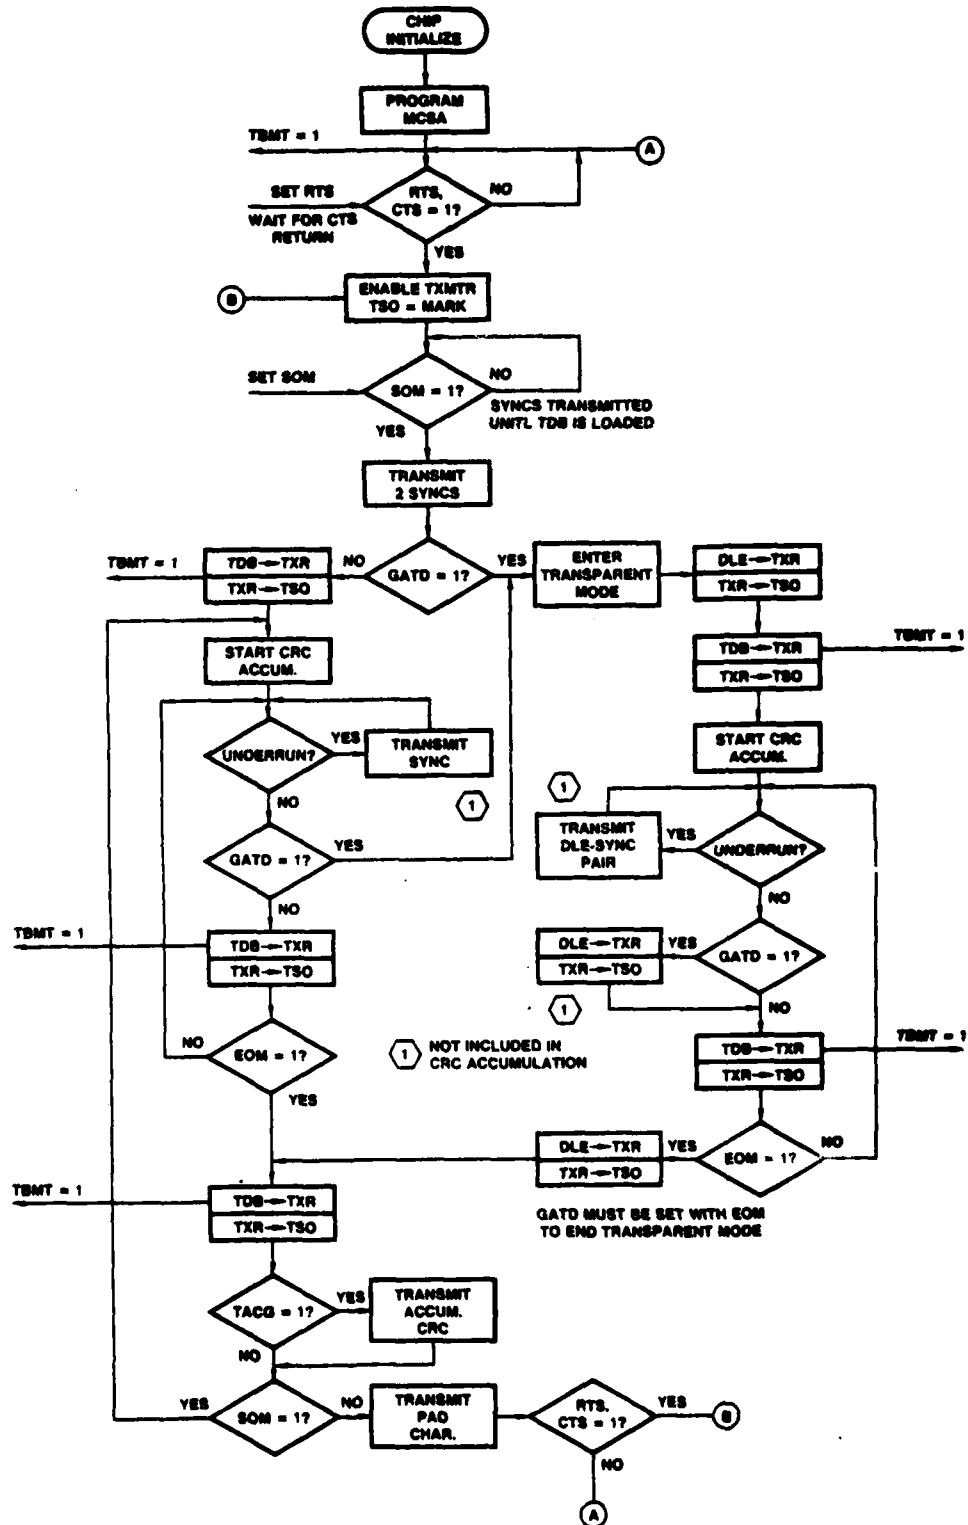 CHIP
INITIALIZE
PROGRAM
MCSA
TBMT = 1
A
SET RTS
WAIT FOR CTS
RETURN
RTS,
CTS = 1?
NO
YES
B
ENABLE TXMTR
TSO = MARK
SET SOM
SOM = 1?
NO
SYNCS TRANSMITTED
UNITL TDB IS LOADED
YES
TRANSMIT
2 SYNCS
TBMT = 1
TDB→TXR
TXR→TSO
NO
GATD = 1?
YES
ENTER
TRANSPARENT
MODE
DLE→TXR
TXR→TSO
TDB→TXR
TXR→TSO
TBMT = 1
START CRC
ACCUM.
START CRC
ACCUM.
UNDERRUN?
YES
TRANSMIT
SYNC
1
NO
GATD = 1?
YES
NO
1
TRANSMIT
DLE-SYNC
PAIR
YES
UNDERRUN?
NO
TBMT = 1
TDB→TXR
TXR→TSO
DLE→TXR
TXR→TSO
YES
GATD = 1?
1
NO
NO
EOM = 1?
YES
1 NOT INCLUDED IN
CRC ACCUMULATION
TDB→TXR
TXR→TSO
TBMT = 1
DLE→TXR
TXR→TSO
YES
EOM = 1?
NO
GATD MUST BE SET WITH EOM
TO END TRANSPARENT MODE
TBMT = 1
TDB→TXR
TXR→TSO
TACG = 1?
YES
TRANSMIT
ACCUM.
CRC
NO
YES
SOM = 1?
NO
TRANSMIT
PAD
CHAR.
RTS,
CTS = 1?
YES
B
NO
A